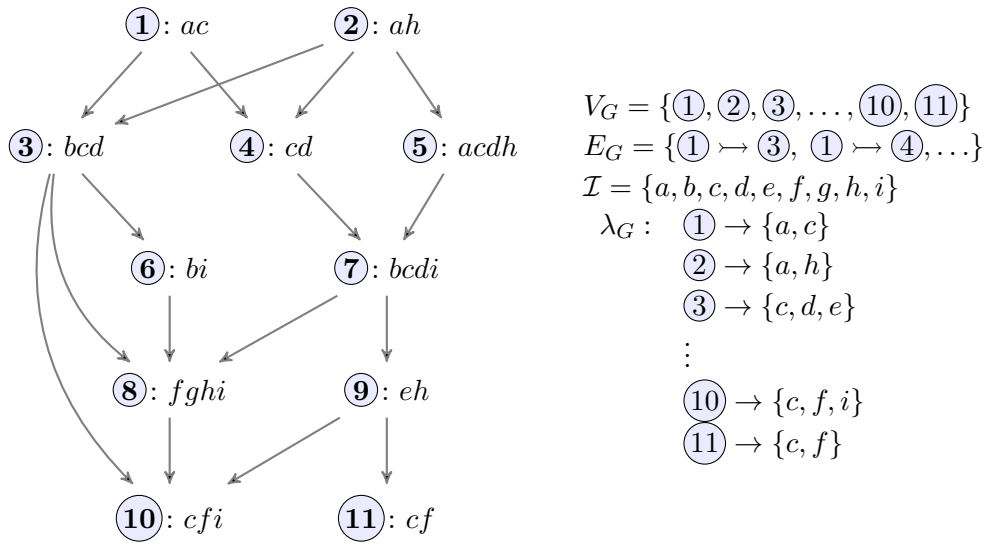 1 : ac 2 : ah
3 : bcd 4 : cd 5 : acdh
6 : bi 7 : bcdi
8 : fghi 9 : eh
10 : cfi 11 : cf
V_G = {1, 2, 3, . . . , 10, 11}
E_G = {1 ↣ 3, 1 ↣ 4, . . .}
ℐ = {a, b, c, d, e, f, g, h, i}
λ_G : 1 → {a, c}
2 → {a, h}
3 → {c, d, e}
⋮
10 → {c, f, i}
11 → {c, f}